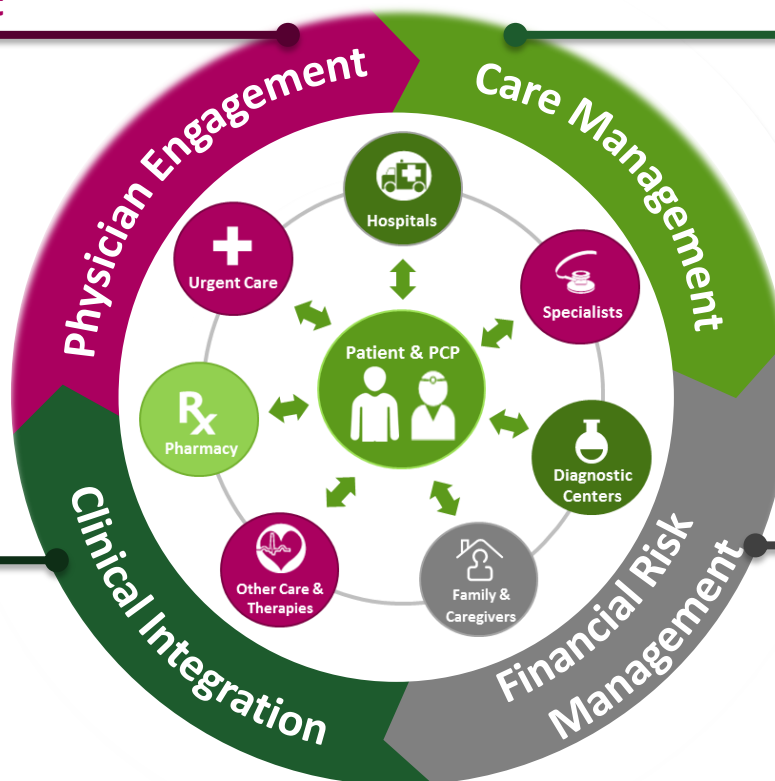 Physician Engagement
Care Management
Hospitals
Urgent Care
Specialists
Patient & PCP
Rx
Pharmacy
Diagnostic
Centers
Other Care &
Therapies
Family &
Caregivers
Clinical Integration
Financial Risk
Management